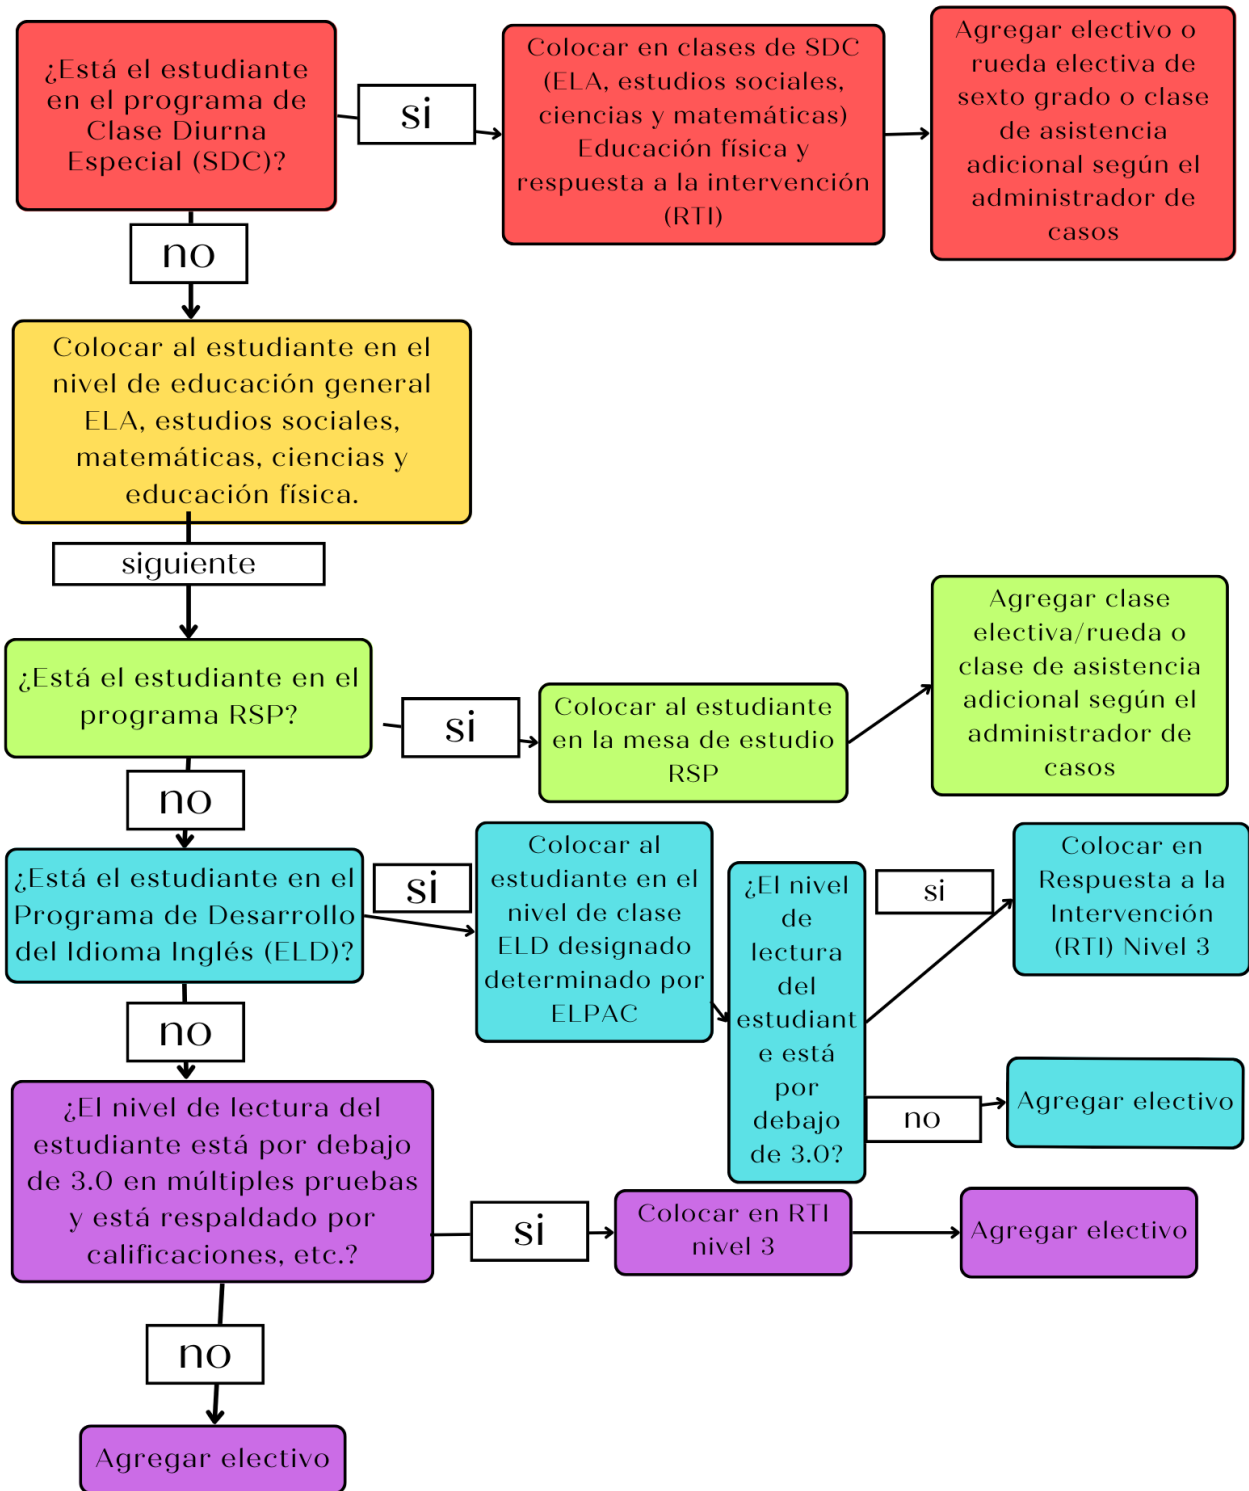 ¿Está el estudiante
en el programa de
Clase Diurna
Especial (SDC)?
si
Colocar en clases de SDC
(ELA, estudios sociales,
ciencias y matemáticas)
Educación física y
respuesta a la intervención
(RTI)
Agregar electivo o
rueda electiva de
sexto grado o clase
de asistencia
adicional según el
administrador de
casos
no
Colocar al estudiante en el
nivel de educación general
ELA, estudios sociales,
matemáticas, ciencias y
educación física.
siguiente
¿Está el estudiante en el
programa RSP?
si
Colocar al estudiante
en la mesa de estudio
RSP
Agregar clase
electiva/rueda o
clase de asistencia
adicional según el
administrador de
casos
no
¿Está el estudiante en el
Programa de Desarrollo
del Idioma Inglés (ELD)?
si
Colocar al
estudiante en el
nivel de clase
ELD designado
determinado por
ELPAC
¿El nivel
de
lectura
del
estudiant
e está
por
debajo
de 3.0?
si
Colocar en
Respuesta a la
Intervención
(RTI) Nivel 3
no
Agregar electivo
no
¿El nivel de lectura del
estudiante está por debajo
de 3.0 en múltiples pruebas
y está respaldado por
calificaciones, etc.?
si
Colocar en RTI
nivel 3
Agregar electivo
no
Agregar electivo